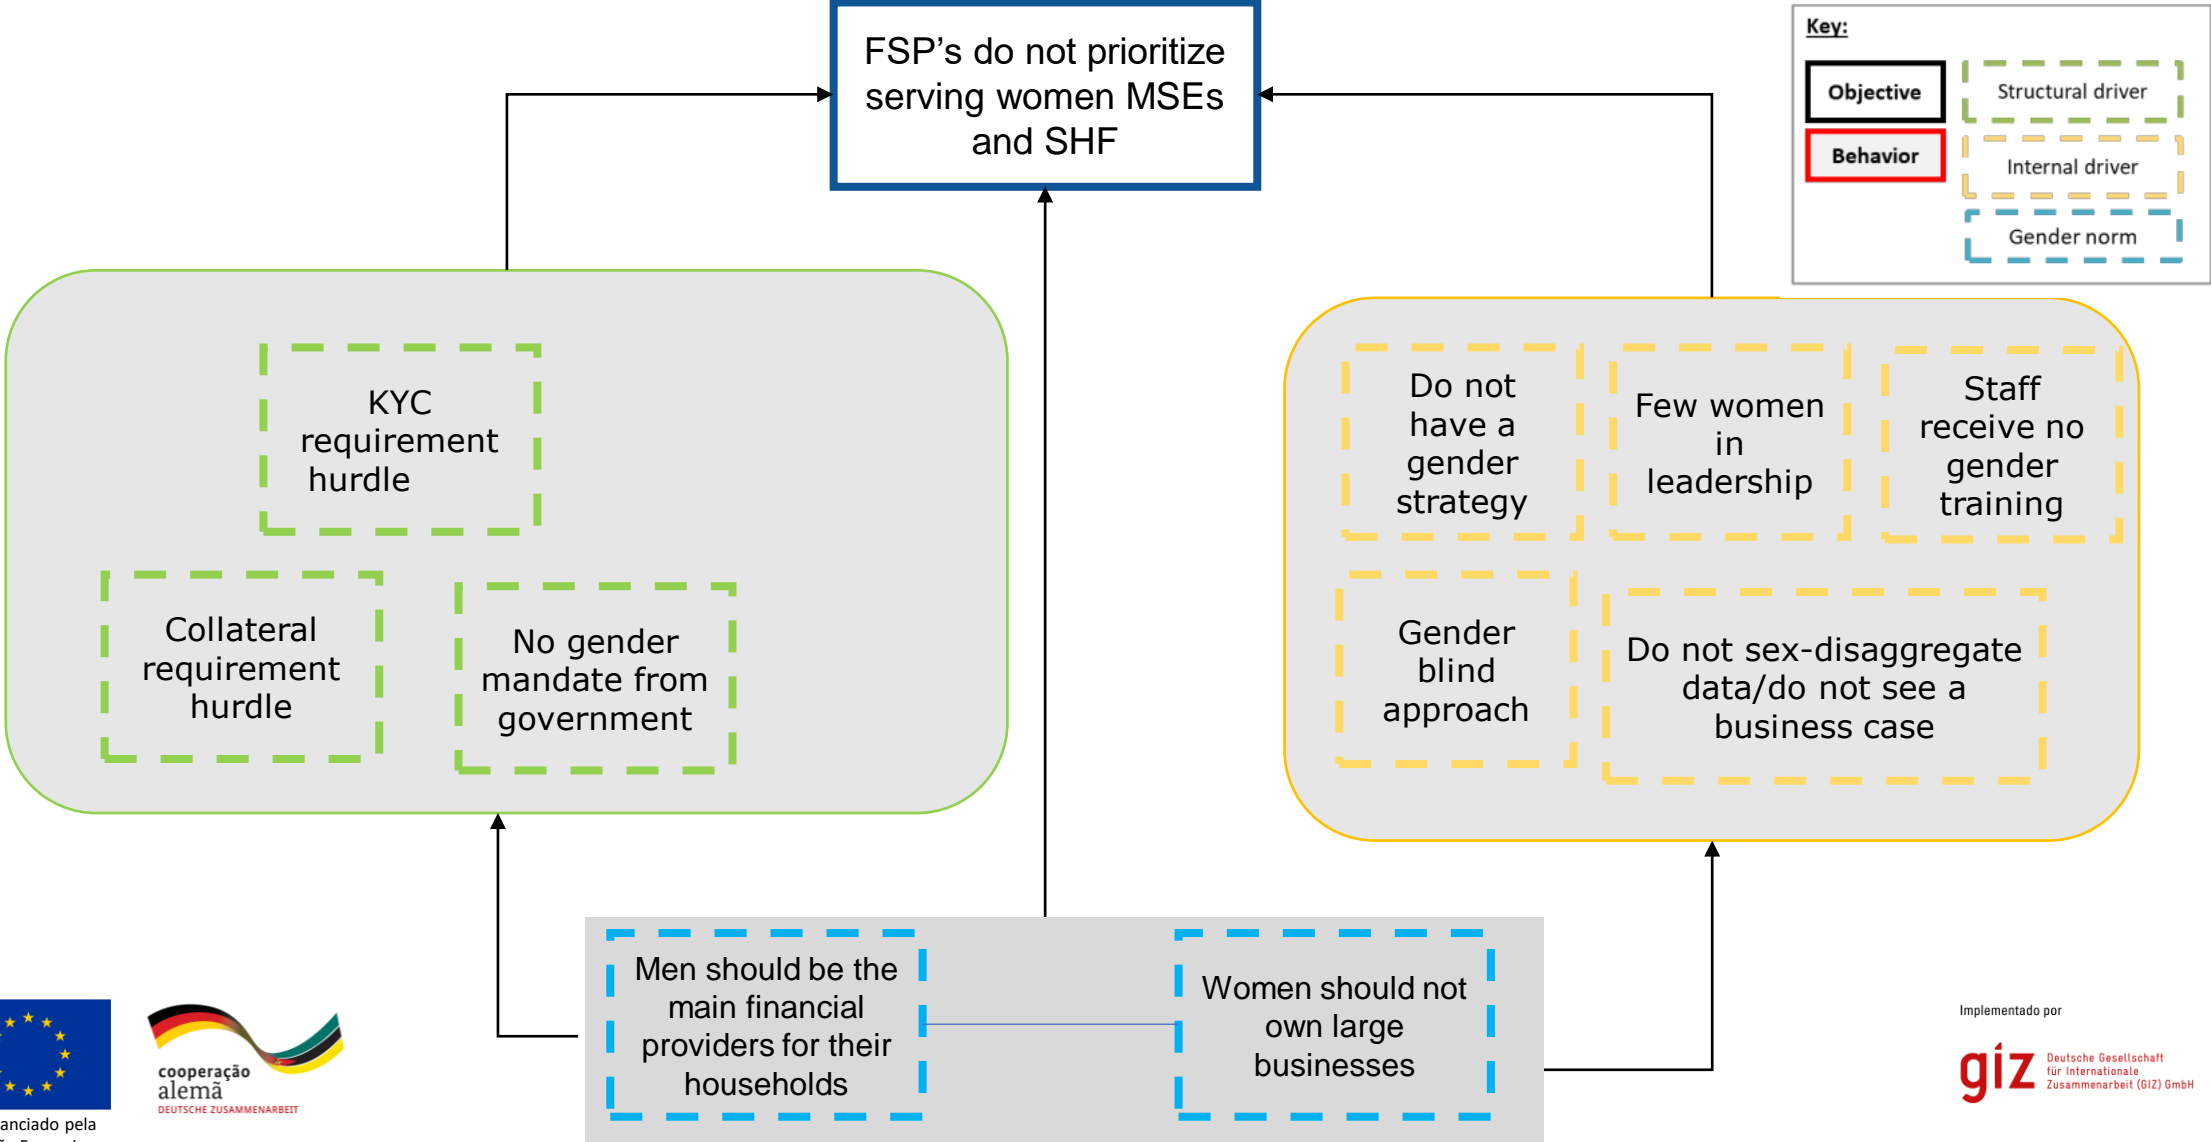 FSP's do not prioritize
serving women MSEs
and SHF
Key:
Objective
Structural driver
Behavior
Internal driver
Gender norm
KYC
requirement
hurdle
Collateral
requirement
hurdle
No gender
mandate from
government
Do not
have a
gender
strategy
Few women
in
leadership
Staff
receive no
gender
training
Gender
blind
approach
Do not sex-disaggregate
data/do not see a
business case
Men should be the
main financial
providers for their
households
Women should not
own large
businesses
anciado pela
cooperação
alemã
DEUTSCHE ZUSAMMENARBEIT
Implementado por
giz
Deutsche Gesellschaft
für Internationale
Zusammenarbeit (GIZ) GmbH